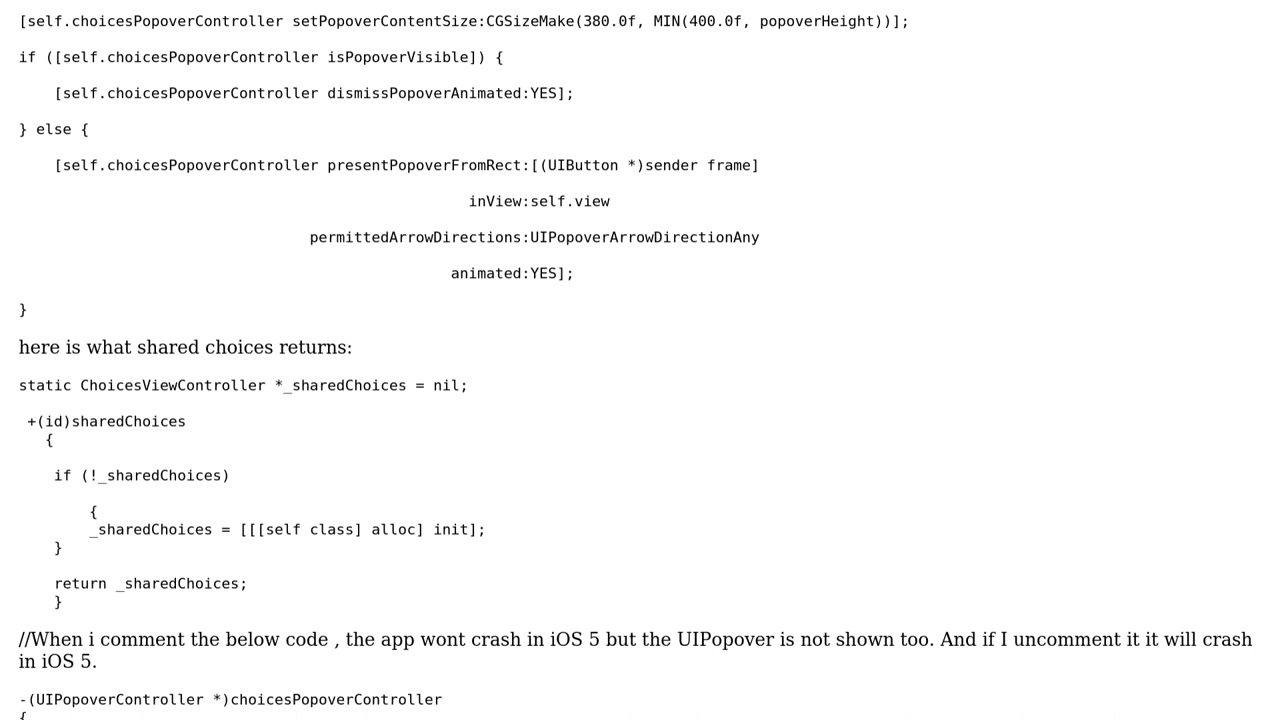 [self.choicesPopoverController setPopoverContentSize:CGSizeMake(380.0f, MIN(400.0f, popoverHeight))];
if ([self.choicesPopoverController isPopoverVisible]) {
[self.choicesPopoverController dismissPopoverAnimated:YES];
} else {
[self.choicesPopoverController presentPopoverFromRect:[(UIButton *)sender frame]
inView:self.view
permittedArrowDirections:UIPopoverArrowDirectionAny
animated:YES];
}
here is what shared choices returns:
static ChoicesViewController *_sharedChoices = nil;
+(id)sharedChoices
{
if (!_sharedChoices)
{
_sharedChoices = [[[self class] alloc] init];
}
return _sharedChoices;
}
//When i comment the below code , the app wont crash in iOS 5 but the UIPopover is not shown too. And if I uncomment it it will crash
in iOS 5.
-(UIPopoverController *)choicesPopoverController
{